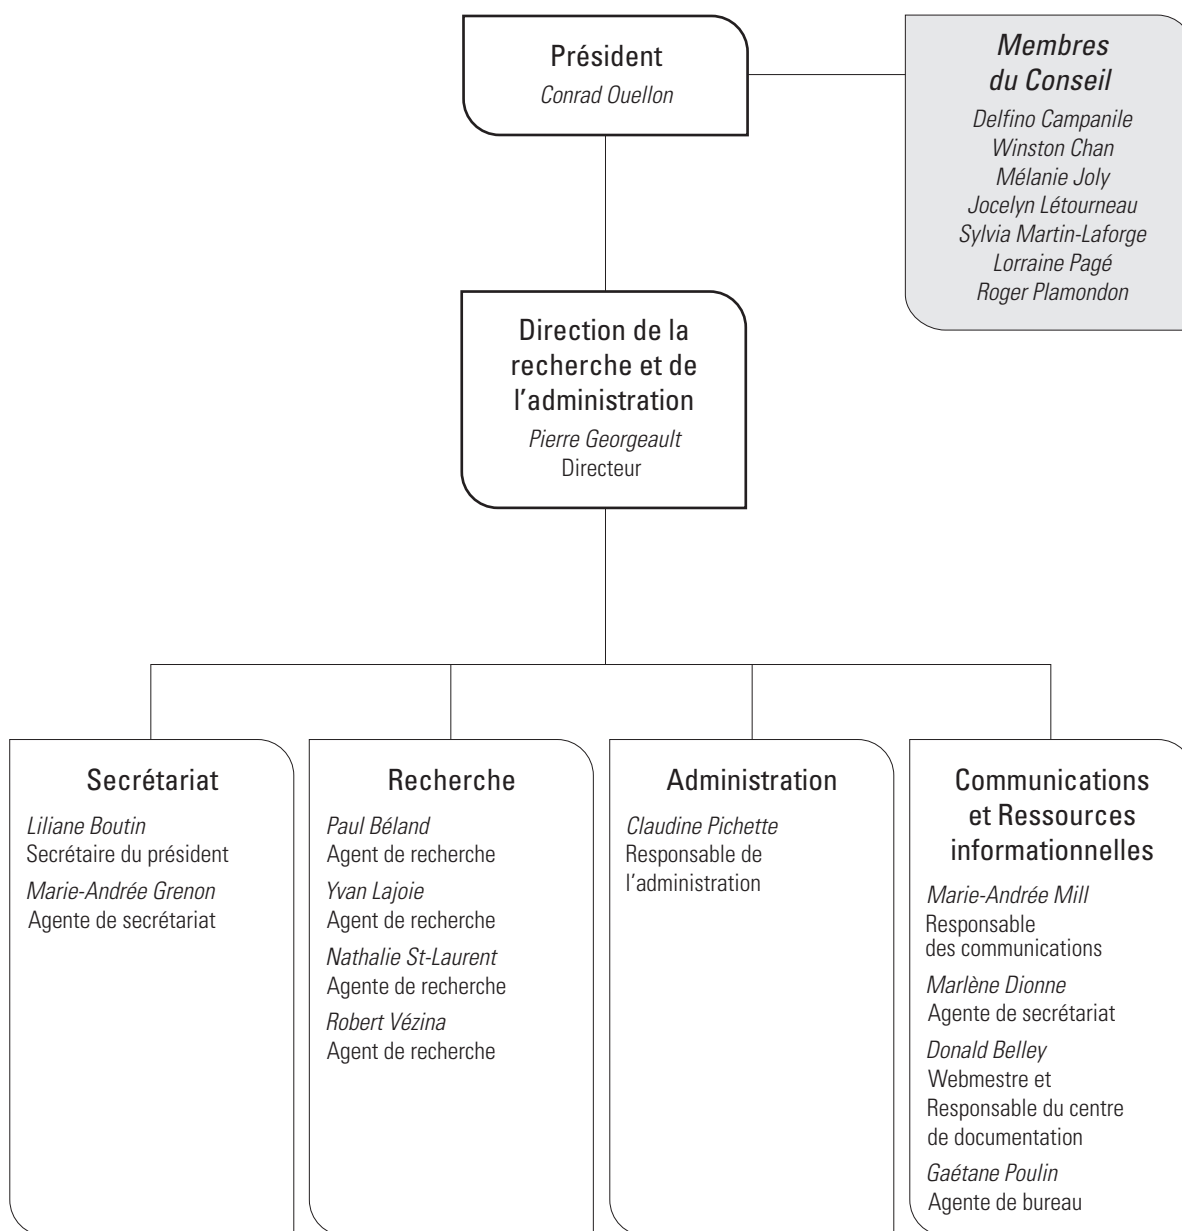 Président
Conrad Ouellon
Membres
du Conseil
Delfino Campanile
Winston Chan
Mélanie Joly
Jocelyn Létourneau
Sylvia Martin-Laforge
Lorraine Pagé
Roger Plamondon
Direction de la
recherche et de
l'administration
Pierre Georgeault
Directeur
Secrétariat
Liliane Boutin
Secrétaire du président
Marie-Andrée Grenon
Agente de secrétariat
Recherche
Paul Béland
Agent de recherche
Yvan Lajoie
Agent de recherche
Nathalie St-Laurent
Agente de recherche
Robert Vézina
Agent de recherche
Administration
Claudine Pichette
Responsable de
l'administration
Communications
et Ressources
informationnelles
Marie-Andrée Mill
Responsable
des communications
Marlène Dionne
Agente de secrétariat
Donald Belley
Webmestre et
Responsable du centre
de documentation
Gaétane Poulin
Agente de bureau